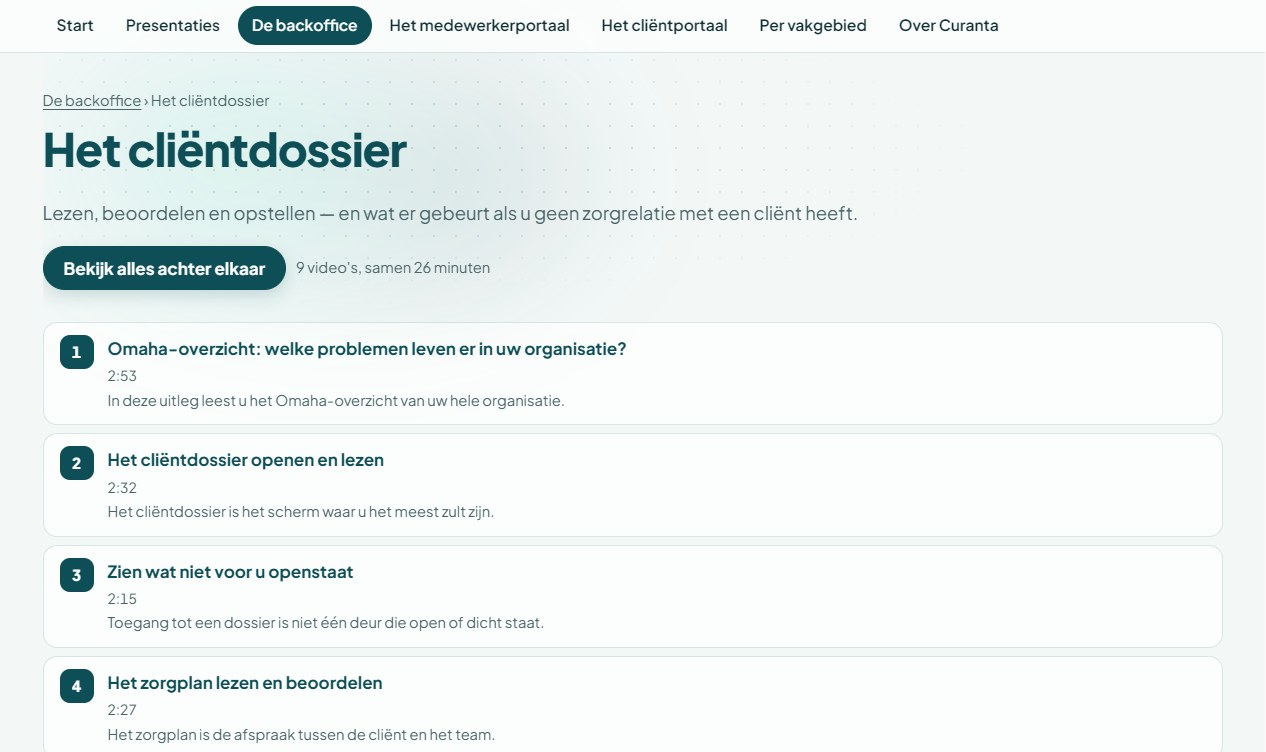 Start Presentaties De backoffice Het medewerkerportaal Het cliëntportaal Per vakgebied Over Curanta
De backoffice › Het cliëntdossier
Het cliëntdossier
Lezen, beoordelen en opstellen — en wat er gebeurt als u geen zorgrelatie met een cliënt heeft.
Bekijk alles achter elkaar 9 video's, samen 26 minuten
1 Omaha-overzicht: welke problemen leven er in uw organisatie?
2:53
In deze uitleg leest u het Omaha-overzicht van uw hele organisatie.
2 Het cliëntdossier openen en lezen
2:32
Het cliëntdossier is het scherm waar u het meest zult zijn.
3 Zien wat niet voor u openstaat
2:15
Toegang tot een dossier is niet één deur die open of dicht staat.
4 Het zorgplan lezen en beoordelen
2:27
Het zorgplan is de afspraak tussen de cliënt en het team.